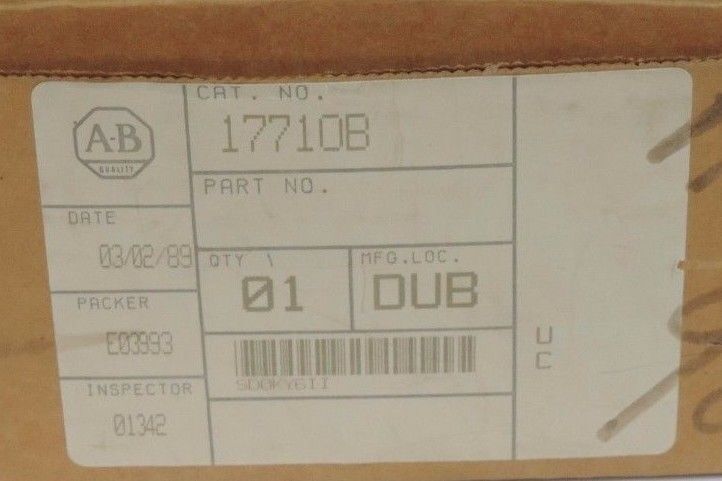 A-B
QUALITY
CAT. NO.
1771OB
PART NO.
DATE
03/02/89
QTY \
01
MFG.LOC.
DUB
PACKER
E03993
INSPECTOR
01342
U
C